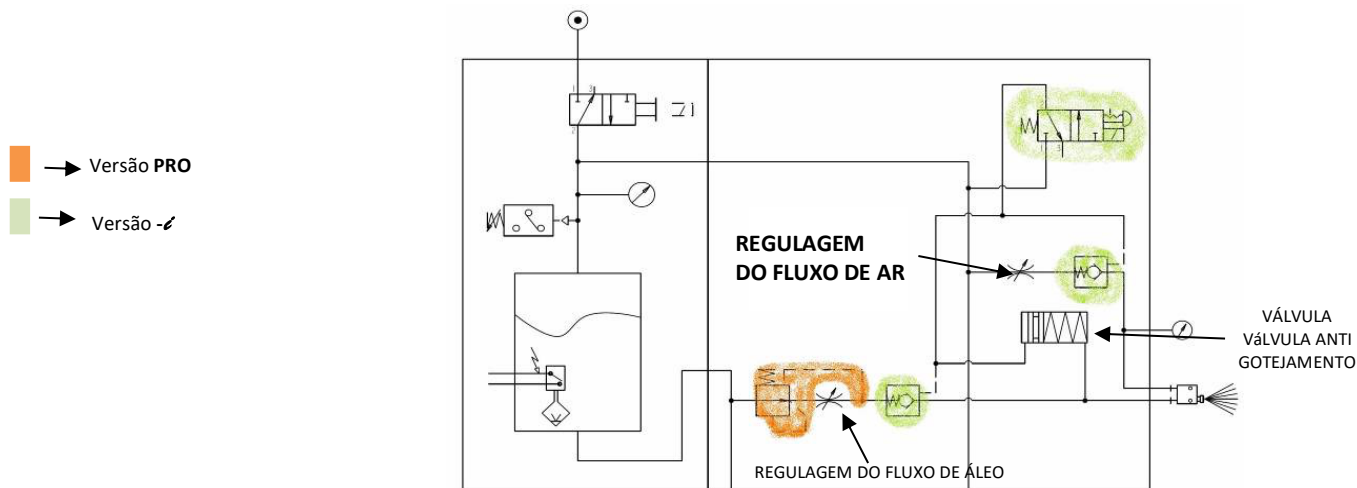 Versão PRO
Versão -i
REGULAGEM
DO FLUXO DE AR
VÁLVULA
VáLVULA ANTI
GOTEJAMENTO
REGULAGEM DO FLUXO DE ÁLEO